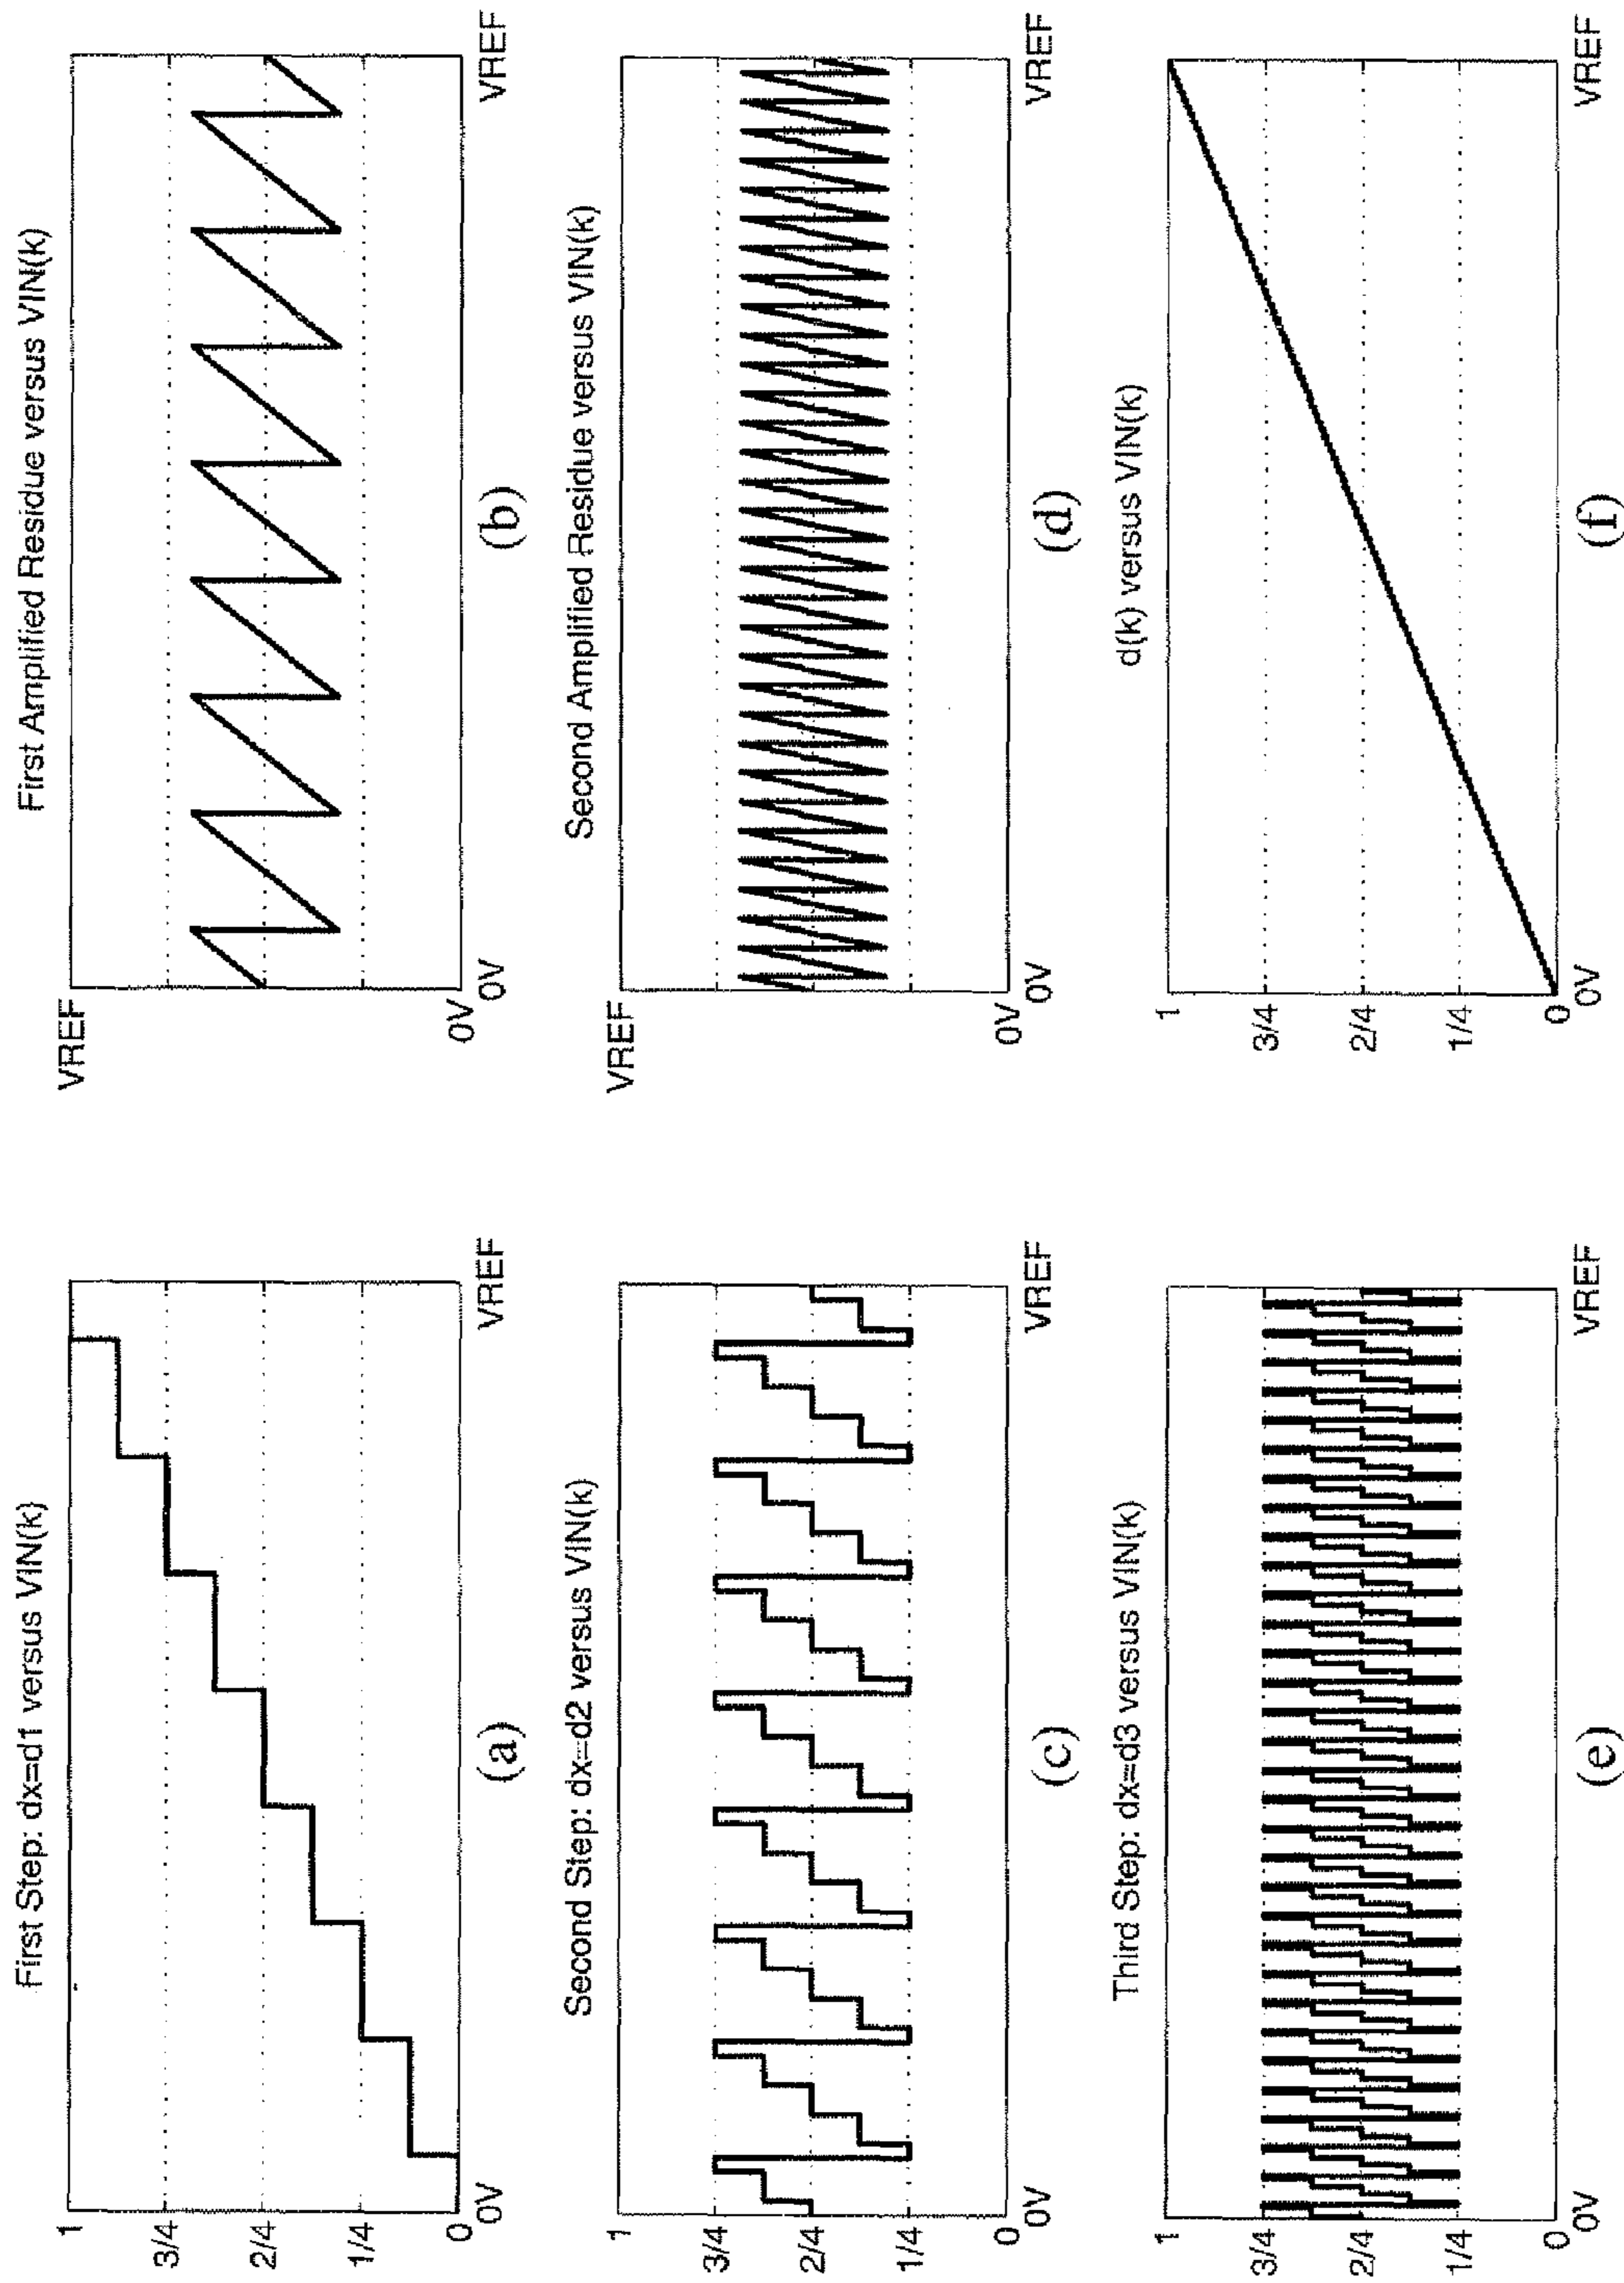 First Step: dx=d1 versus VIN(k)
1
3/4
2/4
1/4
0
0V
VREF
(a)
First Amplified Residue versus VIN(k)
VREF
0V
0V
VREF
(b)
Second Step: dx=d2 versus VIN(k)
1
3/4
2/4
1/4
0
0V
VREF
(c)
Second Amplified Residue versus VIN(k)
VREF
0V
0V
VREF
(d)
Third Step: dx=d3 versus VIN(k)
1
3/4
2/4
1/4
0
0V
VREF
(e)
d(k) versus VIN(k)
1
3/4
2/4
1/4
0
0V
VREF
(f)